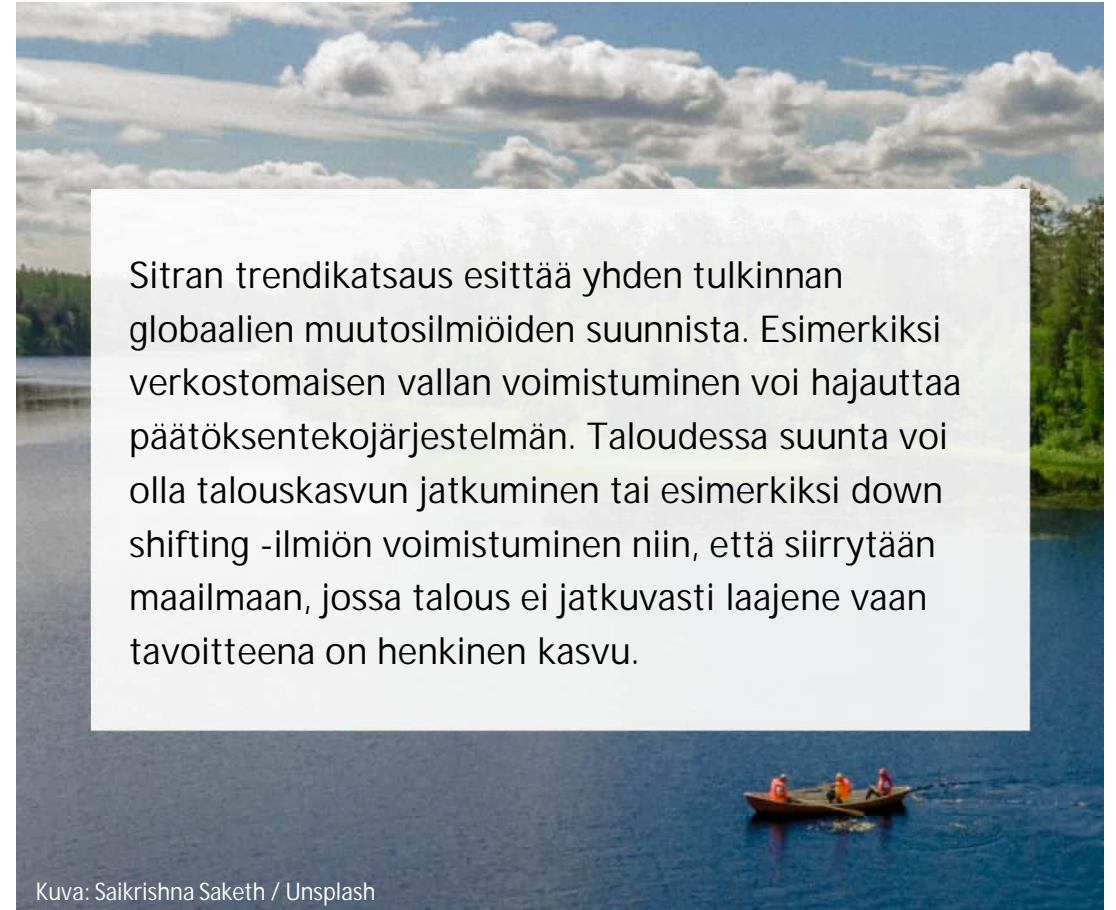 Sitran trendikatsaus esittää yhden tulkinnan
globaalien muutosilmiöiden suunnista. Esimerkiksi
verkostomaisen vallan voimistuminen voi hajauttaa
päätöksentekojärjestelmän. Taloudessa suunta voi
olla talouskasvun jatkuminen tai esimerkiksi down
shifting -ilmiön voimistuminen niin, että siirrytään
maailmaan, jossa talous ei jatkuvasti laajene vaan
tavoitteena on henkinen kasvu.
Kuva: Saikrishna Saketh / Unsplash